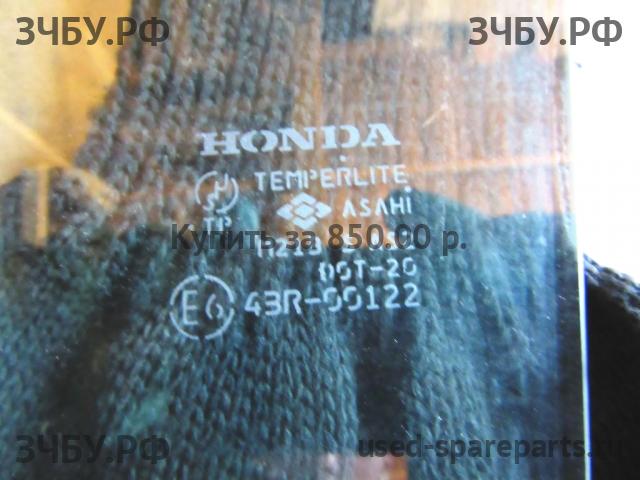 ЗЧБУ.РФ ЗЧБУ.РФ
HONDA
TEMPERLITE
TP
ASAHI
Купить за 850.00 р.
DOT-20
E6 43R-00122
ЗЧБУ.РФ used-spareparts.ru